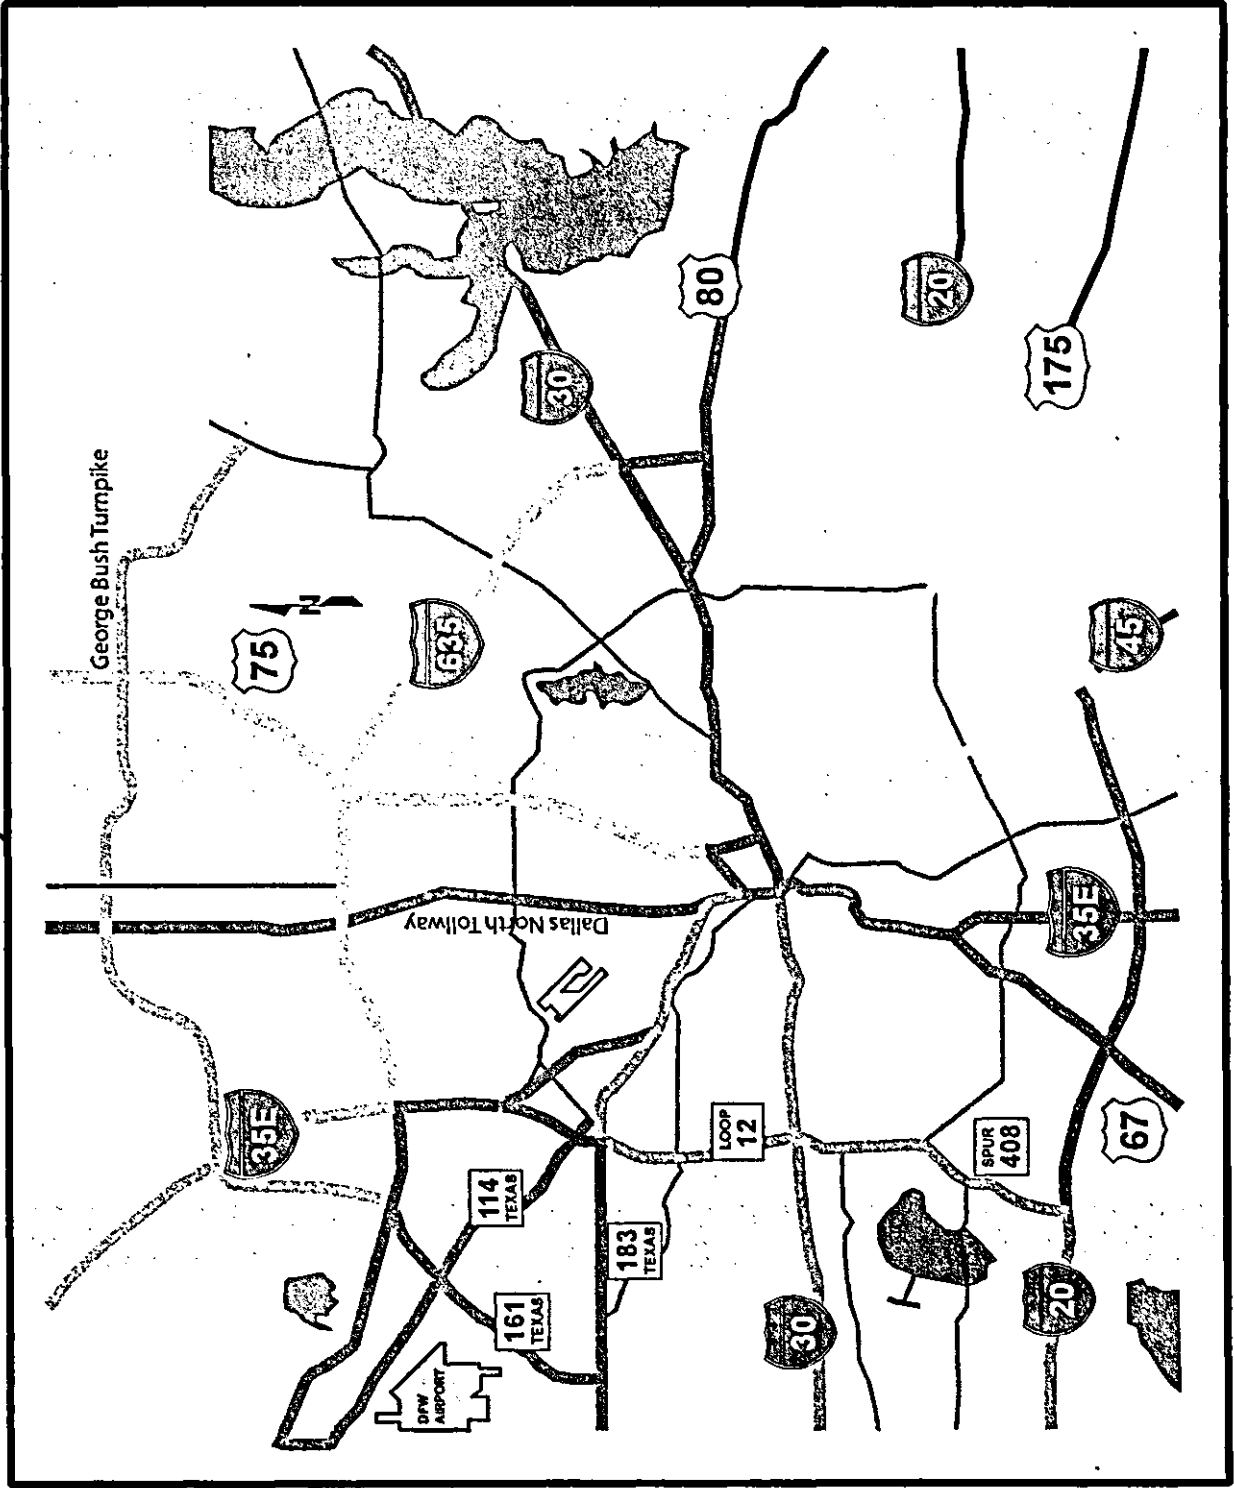 George Bush Turnpike
75
N
635
30
80
20
175
45
35E
Dallas North Tollway
35E
114
TEXAS
161
TEXAS
DFW
AIRPORT
183
TEXAS
LOOP
12
SPUR
408
67
30
20